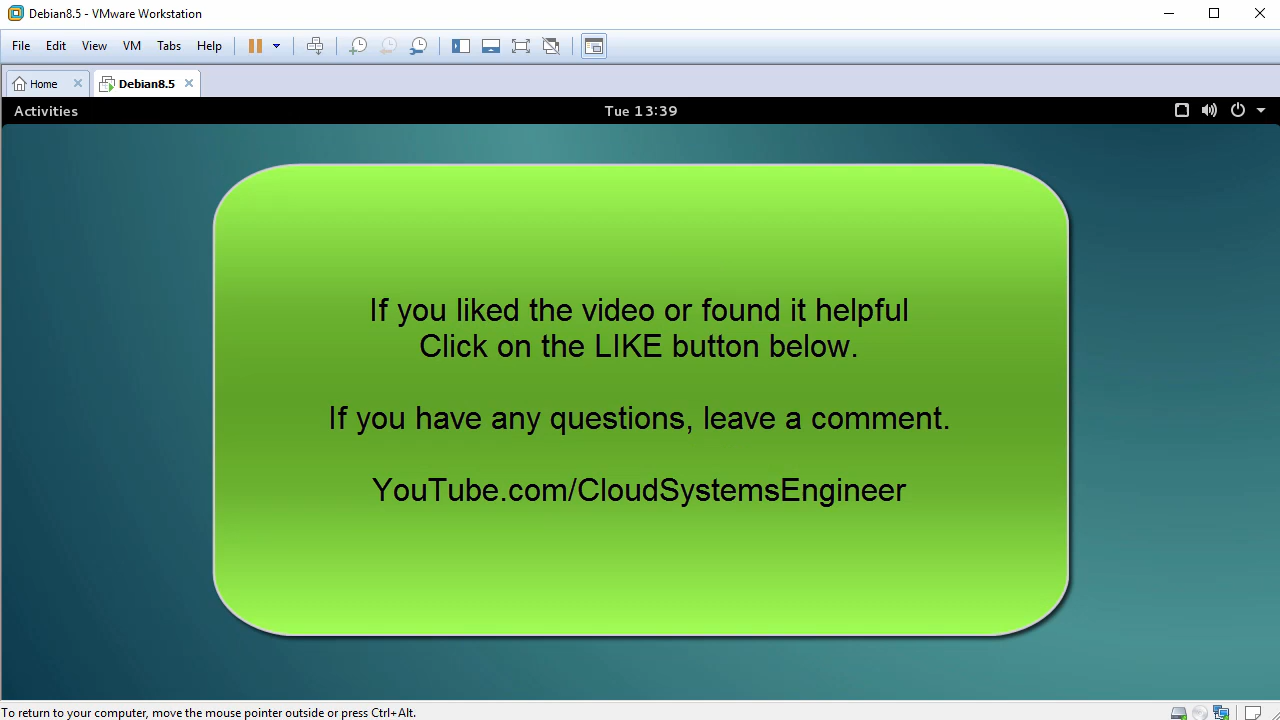 Debian8.5 - VMware Workstation
File Edit View VM Tabs Help
Home Debian8.5
Activities Tue 13:39
If you liked the video or found it helpful
Click on the LIKE button below.
If you have any questions, leave a comment.
YouTube.com/CloudSystemsEngineer
To return to your computer, move the mouse pointer outside or press Ctrl+Alt.